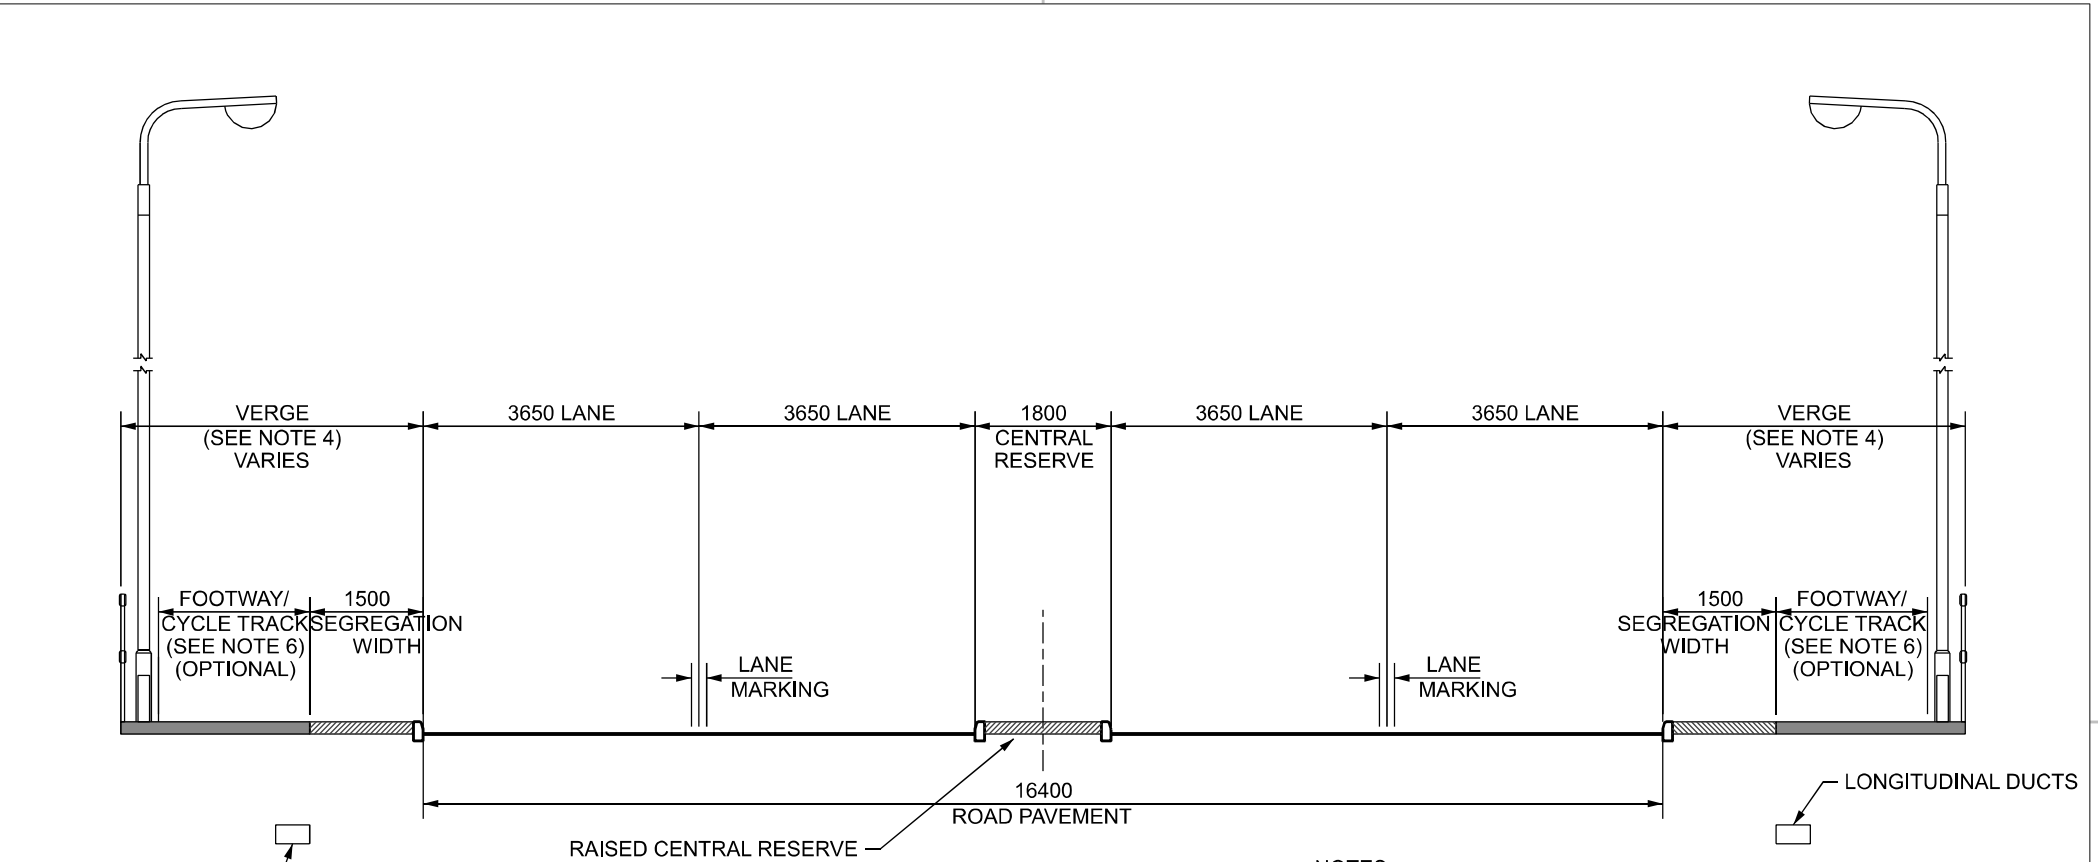 VERGE
(SEE NOTE 4)
VARIES
3650 LANE
3650 LANE
1800
CENTRAL
RESERVE
3650 LANE
3650 LANE
VERGE
(SEE NOTE 4)
VARIES
FOOTWAY/
CYCLE TRACK
(SEE NOTE 6)
(OPTIONAL)
1500
SEGREGATION
WIDTH
LANE
MARKING
LANE
MARKING
1500
SEGREGATION
WIDTH
FOOTWAY/
CYCLE TRACK
(SEE NOTE 6)
(OPTIONAL)
16400
ROAD PAVEMENT
LONGITUDINAL DUCTS
RAISED CENTRAL RESERVE
NOTES